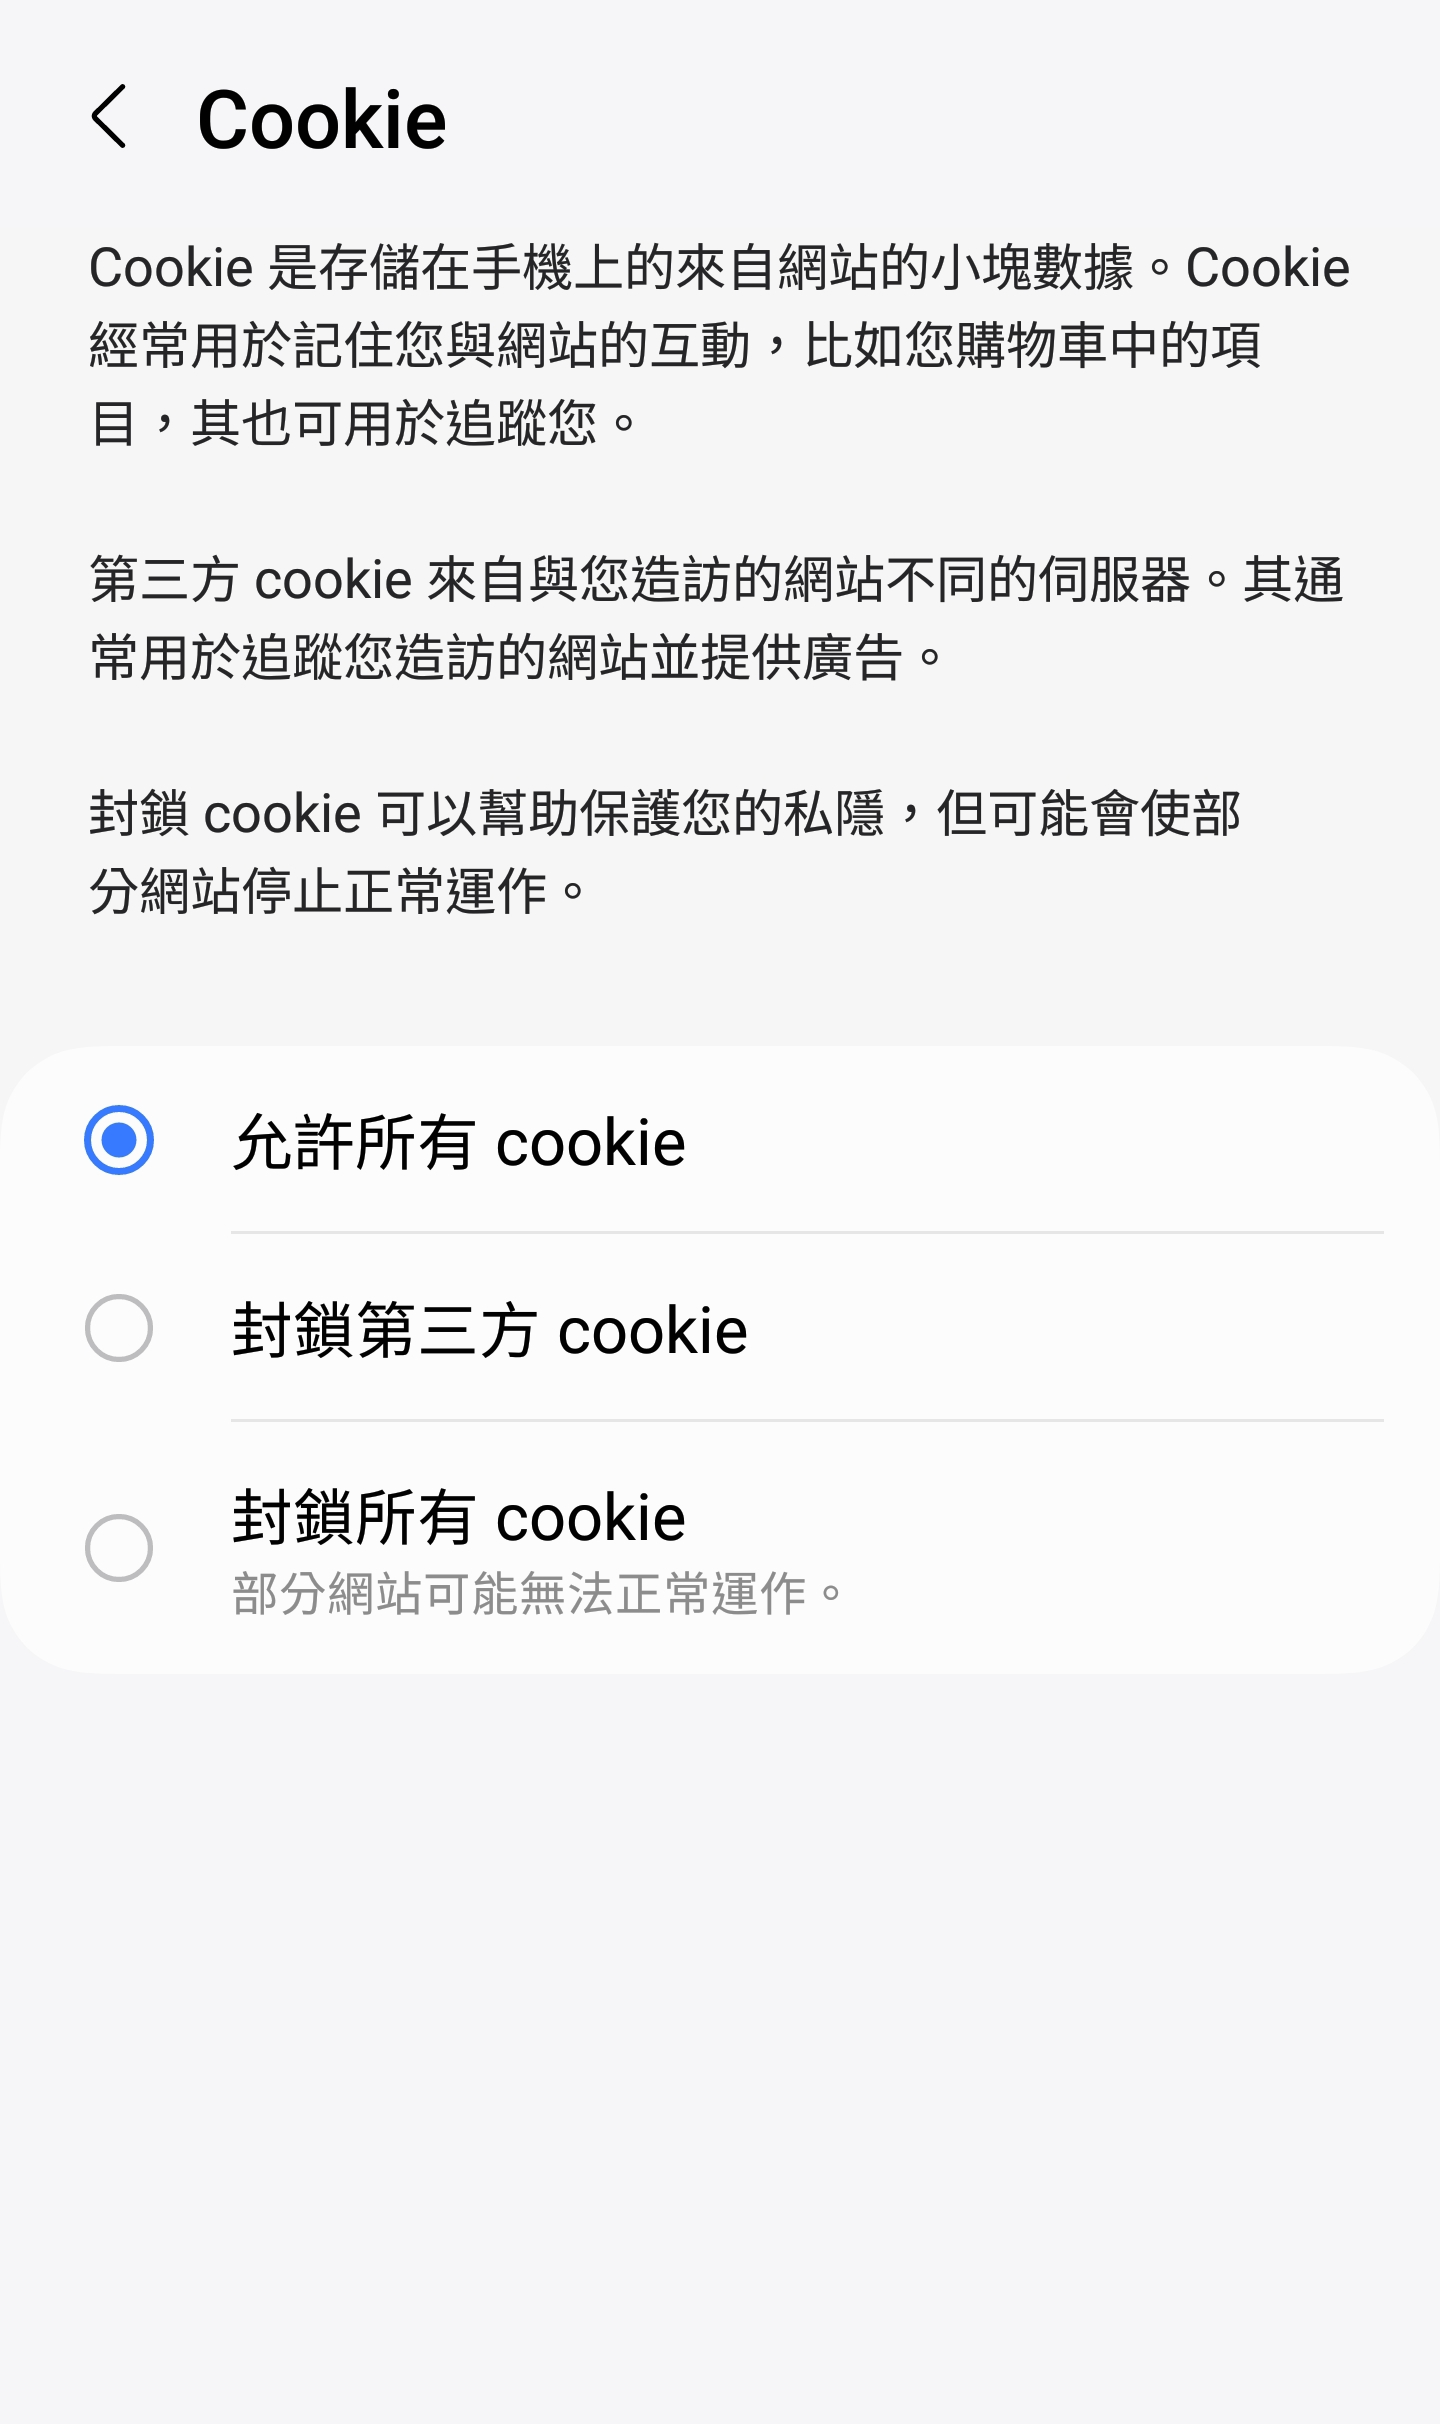 Cookie
Cookie 是存儲在手機上的來自網站的小塊數據。Cookie
經常用於記住您與網站的互動，比如您購物車中的項
目，其也可用於追蹤您。
第三方 cookie 來自與您造訪的網站不同的伺服器。其通
常用於追蹤您造訪的網站並提供廣告。
封鎖 cookie 可以幫助保護您的私隱，但可能會使部
分網站停止正常運作。
允許所有 cookie
封鎖第三方 cookie
封鎖所有 cookie
部分網站可能無法正常運作。